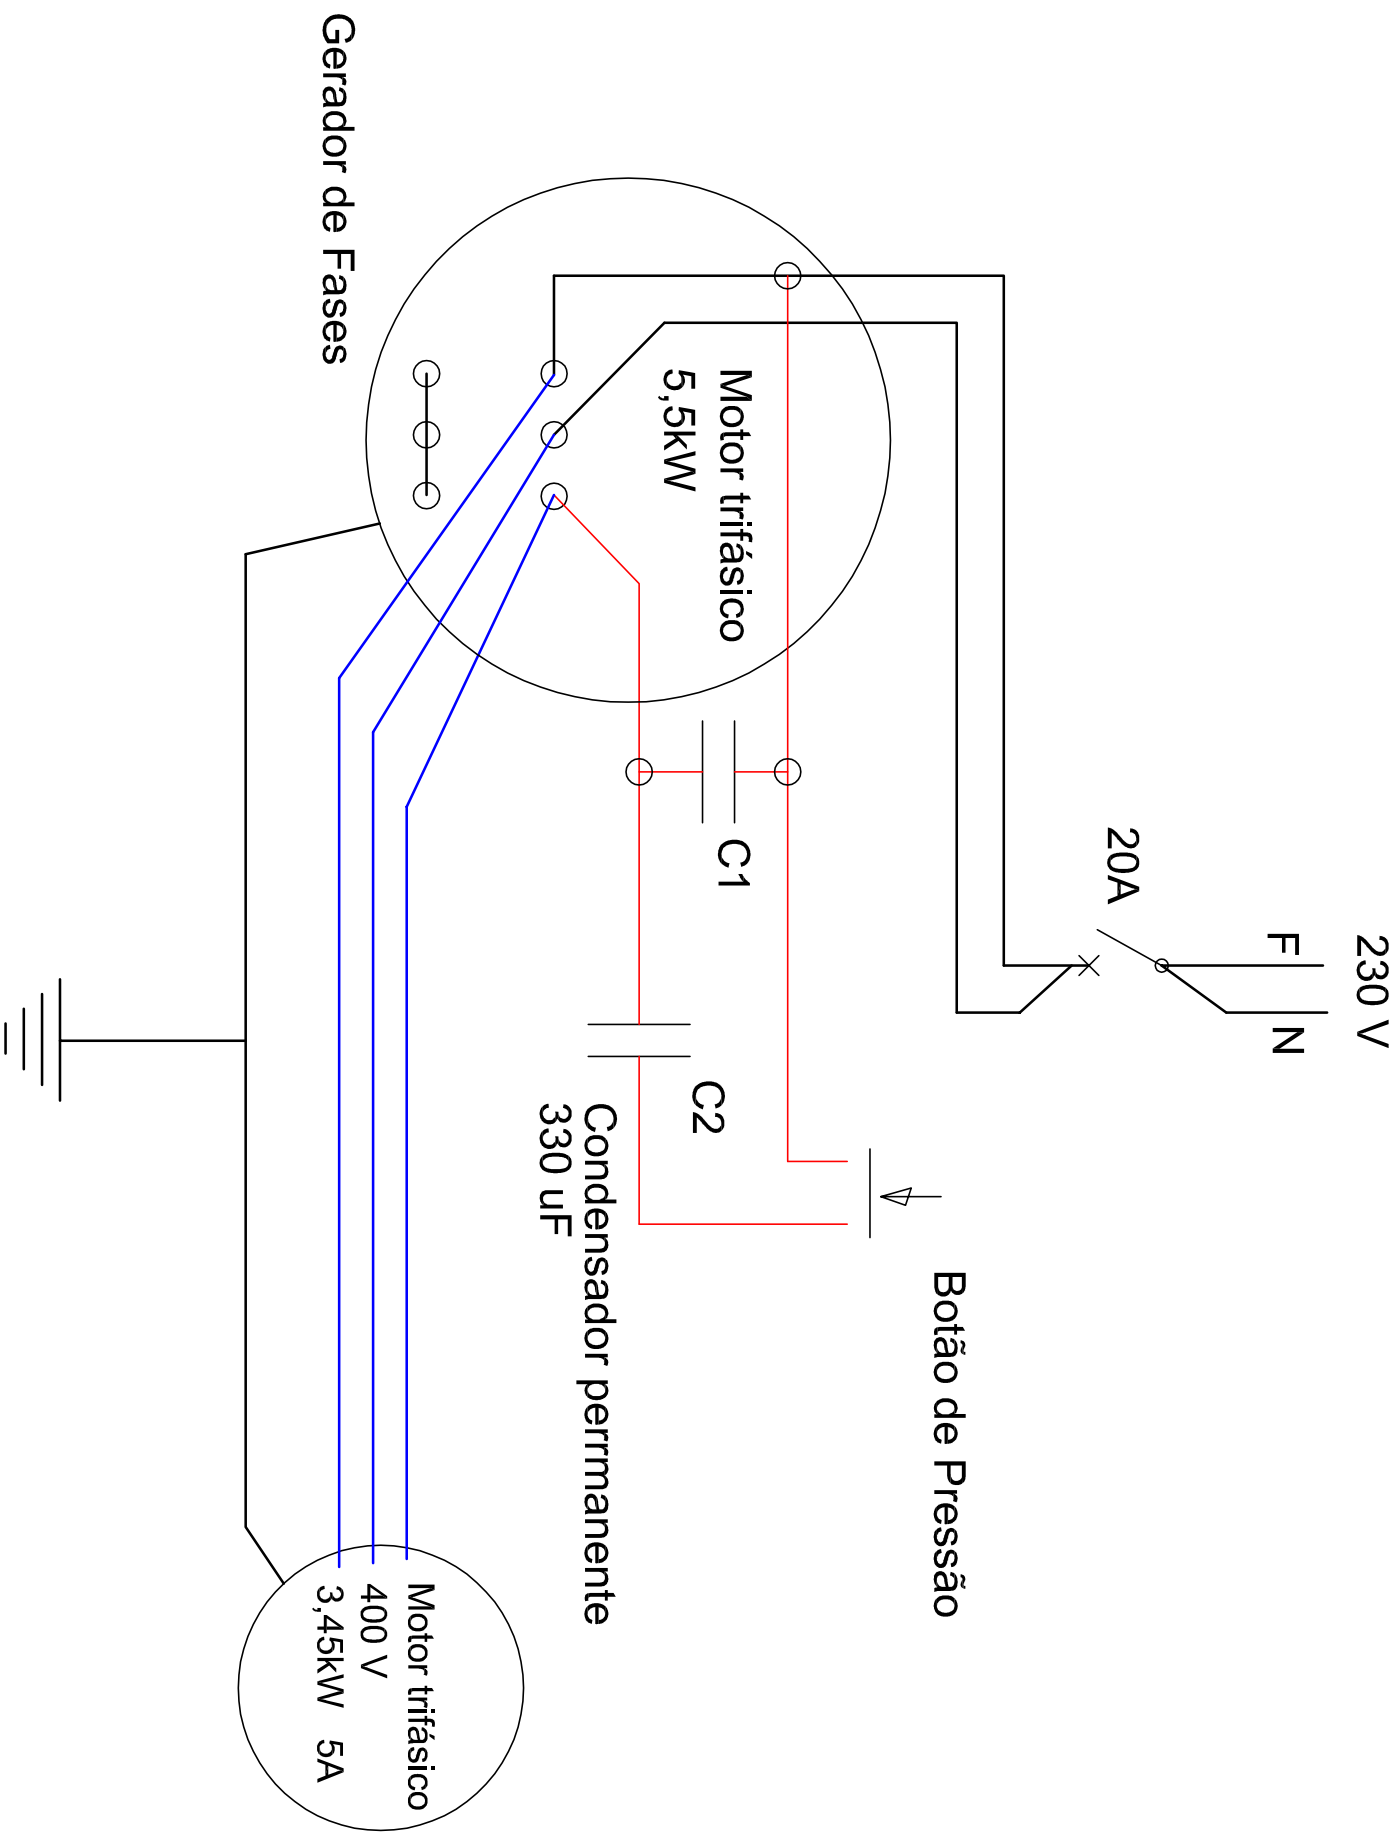 230 V
F
N
20A
Botão de Pressão
Motor trifásico
5,5kW
C1
C2
Condensador perrmanente
330 uF
Gerador de Fases
Motor trifásico
400 V
3,45kW 5A